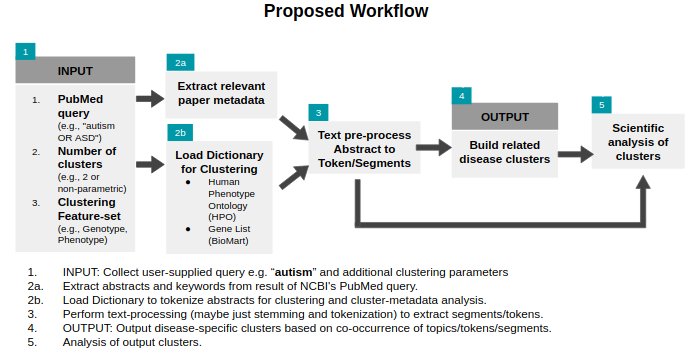 Proposed Workflow
1
INPUT
1. PubMed
query
(e.g., "autism
OR ASD")
2. Number of
clusters
(e.g., 2 or
non-parametric)
3. Clustering
Feature-set
(e.g., Genotype,
Phenotype)
2a
Extract relevant
paper metadata
2b
Load Dictionary
for Clustering
● Human
Phenotype
Ontology
(HPO)
● Gene List
(BioMart)
3
Text pre-process
Abstract to
Token/Segments
4
OUTPUT
Build related
disease clusters
5
Scientific
analysis of
clusters
1. INPUT: Collect user-supplied query e.g. “autism” and additional clustering parameters
2a. Extract abstracts and keywords from result of NCBI's PubMed query.
2b. Load Dictionary to tokenize abstracts for clustering and cluster-metadata analysis.
3. Perform text-processing (maybe just stemming and tokenization) to extract segments/tokens.
4. OUTPUT: Output disease-specific clusters based on co-occurrence of topics/tokens/segments.
5. Analysis of output clusters.